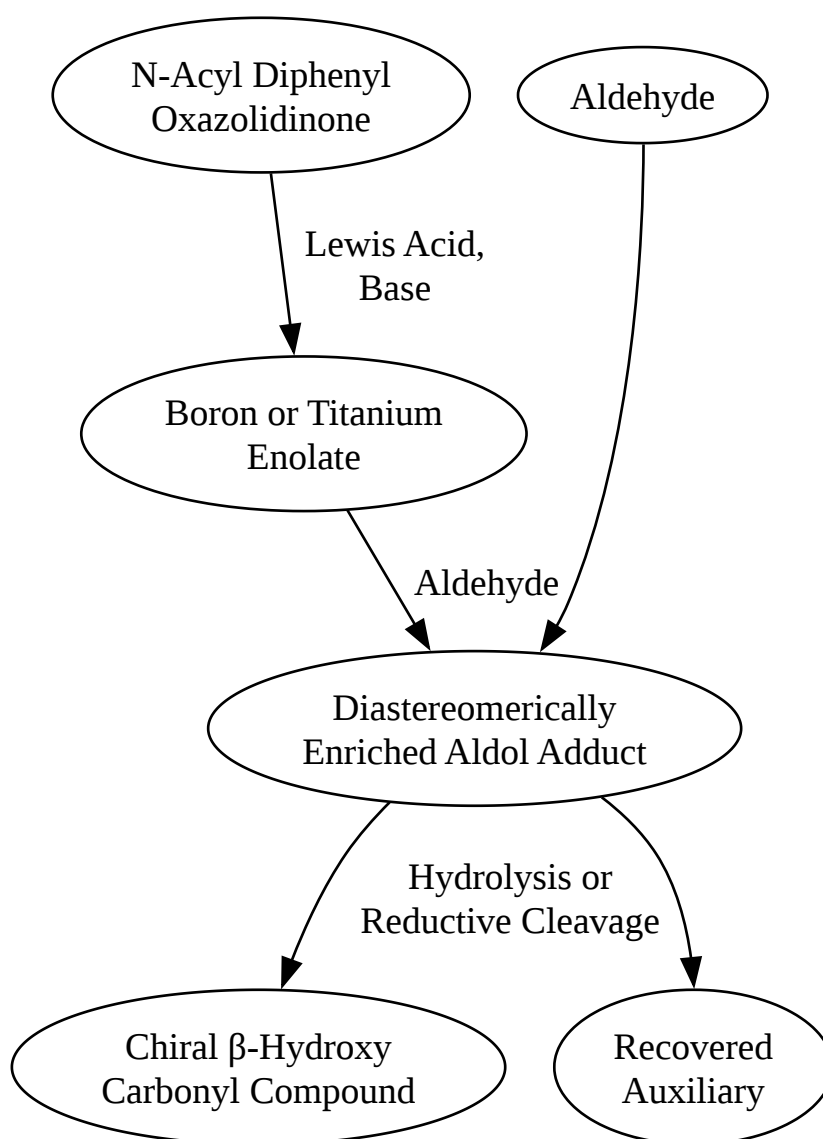 N-Acyl Diphenyl
Oxazolidinone
Aldehyde
Lewis Acid,
Base
Boron or Titanium
Enolate
Aldehyde
Diastereomerically
Enriched Aldol Adduct
Hydrolysis or
Reductive Cleavage
Chiral β-Hydroxy
Carbonyl Compound
Recovered
Auxiliary